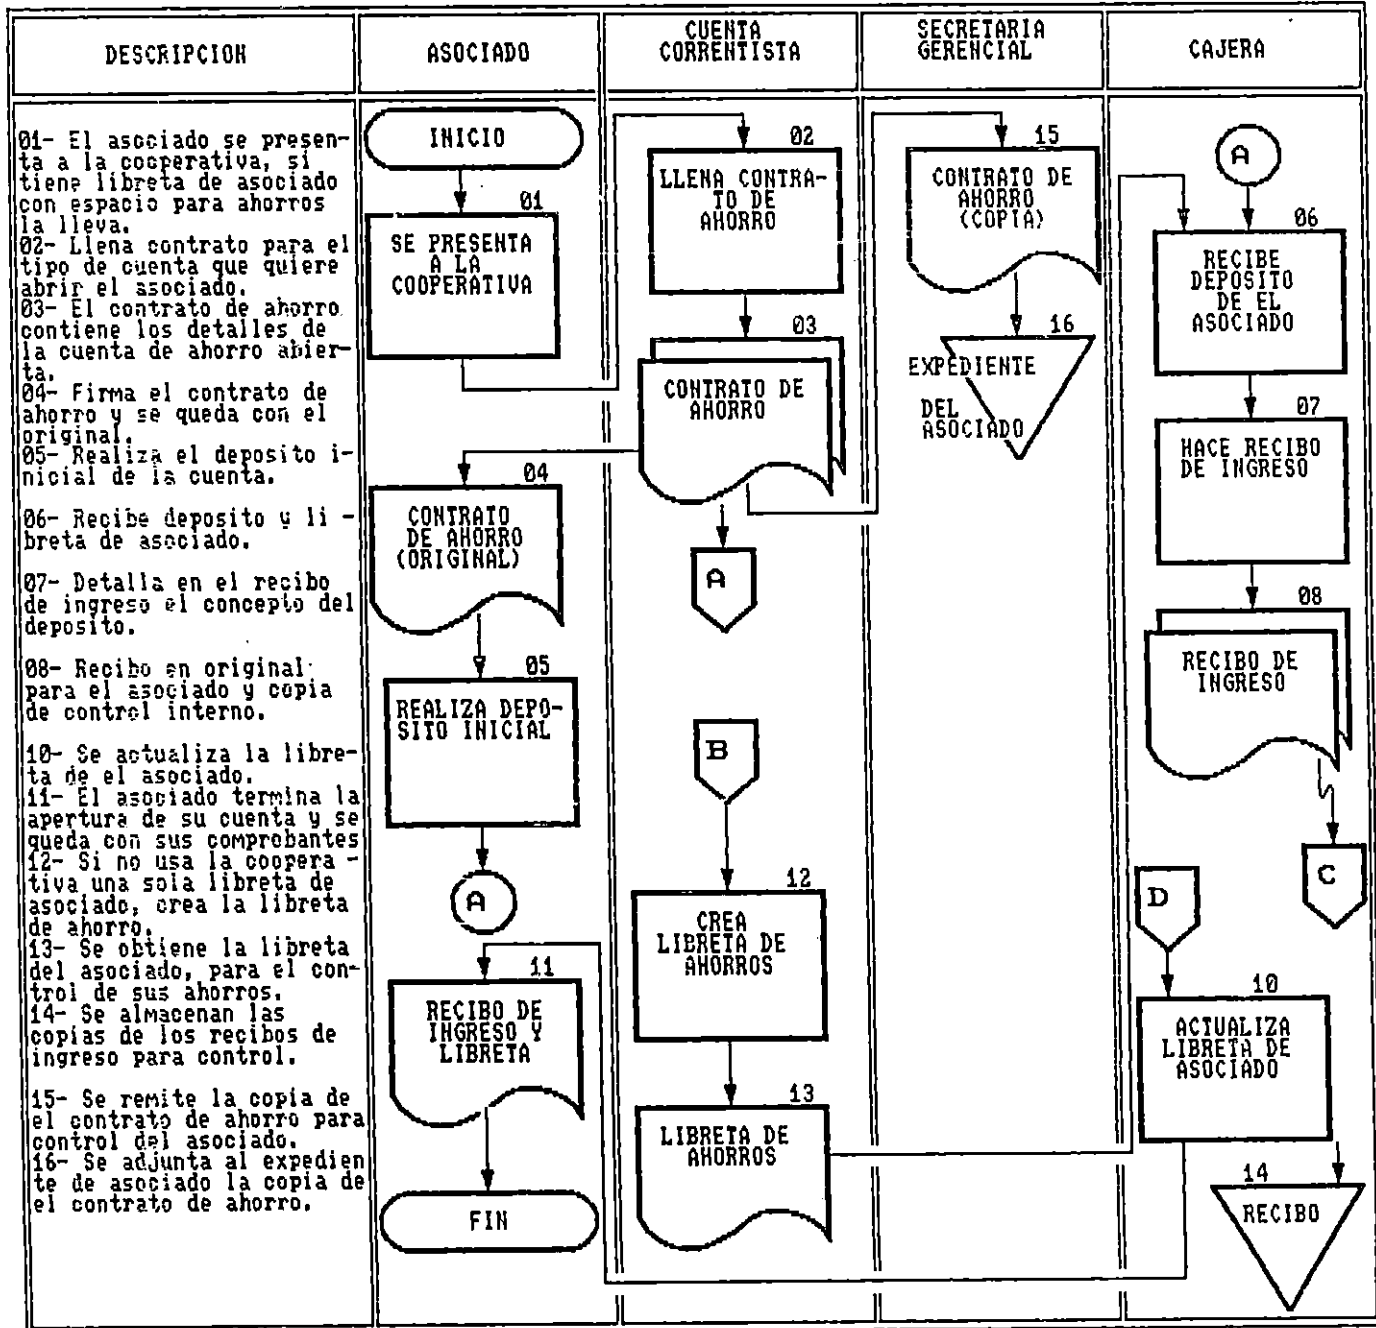 DESCRIPCION
ASOCIADO
CUENTA
CORRENTISTA
SECRETARIA
GERENCIAL
CAJERA
01- El asociado se presen-
ta a la cooperativa, si
tiene libreta de asociado
con espacio para ahorros
la lleva.
02- Llena contrato para el
tipo de cuenta que quiere
abrir el asociado.
03- El contrato de ahorro
contiene los detalles de
la cuenta de ahorro abier-
ta.
04- Firma el contrato de
ahorro y se queda con el
original.
05- Realiza el deposito i-
nicial de la cuenta.
06- Recibe deposito y li -
breta de asociado.
07- Detalla en el recibo
de ingreso el concepto del
deposito.
08- Recibo en original
para el asociado y copia
de control interno.
10- Se actualiza la libre-
ta de el asociado.
11- El asociado termina la
apertura de su cuenta y se
queda con sus comprobantes
12- Si no usa la coopera -
tiva una sola libreta de
asociado, crea la libreta
de ahorro.
13- Se obtiene la libreta
del asociado, para el con-
trol de sus ahorros.
14- Se almacenan las
copias de los recibos de
ingreso para control.
15- Se remite la copia de
el contrato de ahorro para
control del asociado.
16- Se adjunta al expedien
te de asociado la copia de
el contrato de ahorro.
INICIO
01
SE PRESENTA
A LA
COOPERATIVA
04
CONTRATO
DE AHORRO
(ORIGINAL)
05
REALIZA DEPO-
SITO INICIAL
A
11
RECIBO DE
INGRESO Y
LIBRETA
FIN
02
LLENA CONTRA-
TO DE
AHORRO
03
CONTRATO DE
AHORRO
A
B
12
CREA
LIBRETA DE
AHORROS
13
LIBRETA DE
AHORROS
15
CONTRATO DE
AHORRO
(COPIA)
16
EXPEDIENTE
DEL
ASOCIADO
A
06
RECIBE
DEPOSITO
DE EL
ASOCIADO
07
HACE RECIBO
DE INGRESO
08
RECIBO DE
INGRESO
C
D
10
ACTUALIZA
LIBRETA DE
ASOCIADO
14
RECIBO